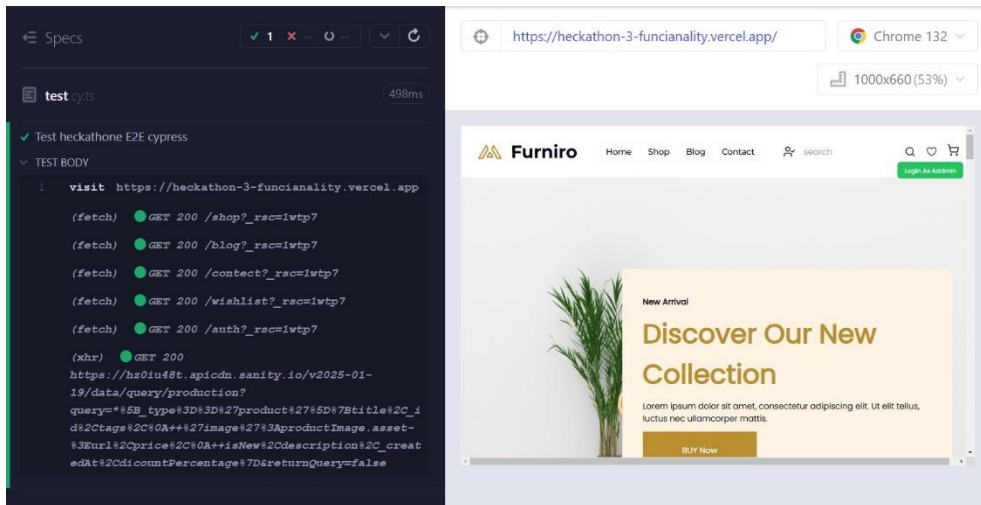 Specs
1
--
--
test cy.ts
498ms
Test heckathone E2E cypress
TEST BODY
1 visit https://heckathon-3-funcianality.vercel.app
(fetch) GET 200 /shop?_rsc=1wtp7
(fetch) GET 200 /blog?_rsc=1wtp7
(fetch) GET 200 /contect?_rsc=1wtp7
(fetch) GET 200 /wishlist?_rsc=1wtp7
(fetch) GET 200 /auth?_rsc=1wtp7
(xhr) GET 200
https://hz0iu48t.apicdn.sanity.io/v2025-01-
19/data/query/production?
query=*%5B_type%3D%3D%27product%27%5D%7Btitle%2C_i
d%2Ctags%2C%0A++%27image%27%3AproductImage.asset-
%3Eurl%2Cprice%2C%0A++isNew%2Cdescription%2C_creat
edAt%2CdicountPercentage%7D&returnQuery=false
https://heckathon-3-funcianality.vercel.app/
Chrome 132
1000x660 (53%)
Furniro
Home Shop Blog Contact search
Login As Addmin
New Arrival
Discover Our New
Collection
Lorem ipsum dolor sit amet, consectetur adipiscing elit. Ut elit tellus,
luctus nec ullamcorper mattis.
BUY Now